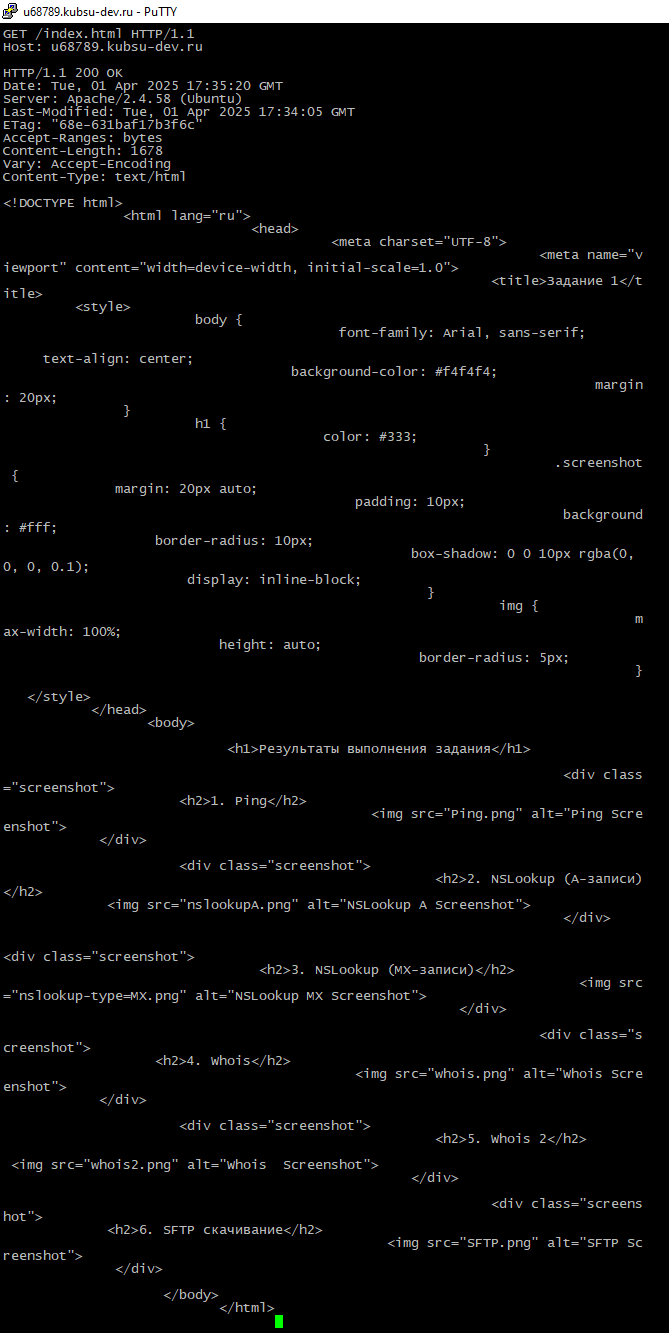 u68789.kubsu-dev.ru - PuTTY
GET /index.html HTTP/1.1
Host: u68789.kubsu-dev.ru
HTTP/1.1 200 OK
Date: Tue, 01 Apr 2025 17:35:20 GMT
Server: Apache/2.4.58 (Ubuntu)
Last-Modified: Tue, 01 Apr 2025 17:34:05 GMT
ETag: "68e-631baf17b3f6c"
Accept-Ranges: bytes
Content-Length: 1678
Vary: Accept-Encoding
Content-Type: text/html
<!DOCTYPE html>
<html lang="ru">
<head>
<meta charset="UTF-8">
<meta name="v
iewport" content="width=device-width, initial-scale=1.0">
<title>Задание 1</t
itle>
<style>
body {
font-family: Arial, sans-serif;
text-align: center;
background-color: #f4f4f4;
margin
: 20px;
}
h1 {
color: #333;
}
.screenshot
{
margin: 20px auto;
padding: 10px;
background
: #fff;
border-radius: 10px;
box-shadow: 0 0 10px rgba(0,
0, 0, 0.1);
display: inline-block;
}
img {
m
ax-width: 100%;
height: auto;
border-radius: 5px;
}
</style>
</head>
<body>
<h1>Результаты выполнения задания</h1>
<div class
="screenshot">
<h2>1. Ping</h2>
<img src="Ping.png" alt="Ping Scre
enshot">
</div>
<div class="screenshot">
<h2>2. NSLookup (A-записи)
</h2>
<img src="nslookupA.png" alt="NSLookup A Screenshot">
</div>
<div class="screenshot">
<h2>3. NSLookup (MX-записи)</h2>
<img src
="nslookup-type=MX.png" alt="NSLookup MX Screenshot">
</div>
<div class="s
creenshot">
<h2>4. Whois</h2>
<img src="whois.png" alt="Whois Scre
enshot">
</div>
<div class="screenshot">
<h2>5. Whois 2</h2>
<img src="whois2.png" alt="Whois  Screenshot">
</div>
<div class="screens
hot">
<h2>6. SFTP скачивание</h2>
<img src="SFTP.png" alt="SFTP Sc
reenshot">
</div>
</body>
</html>